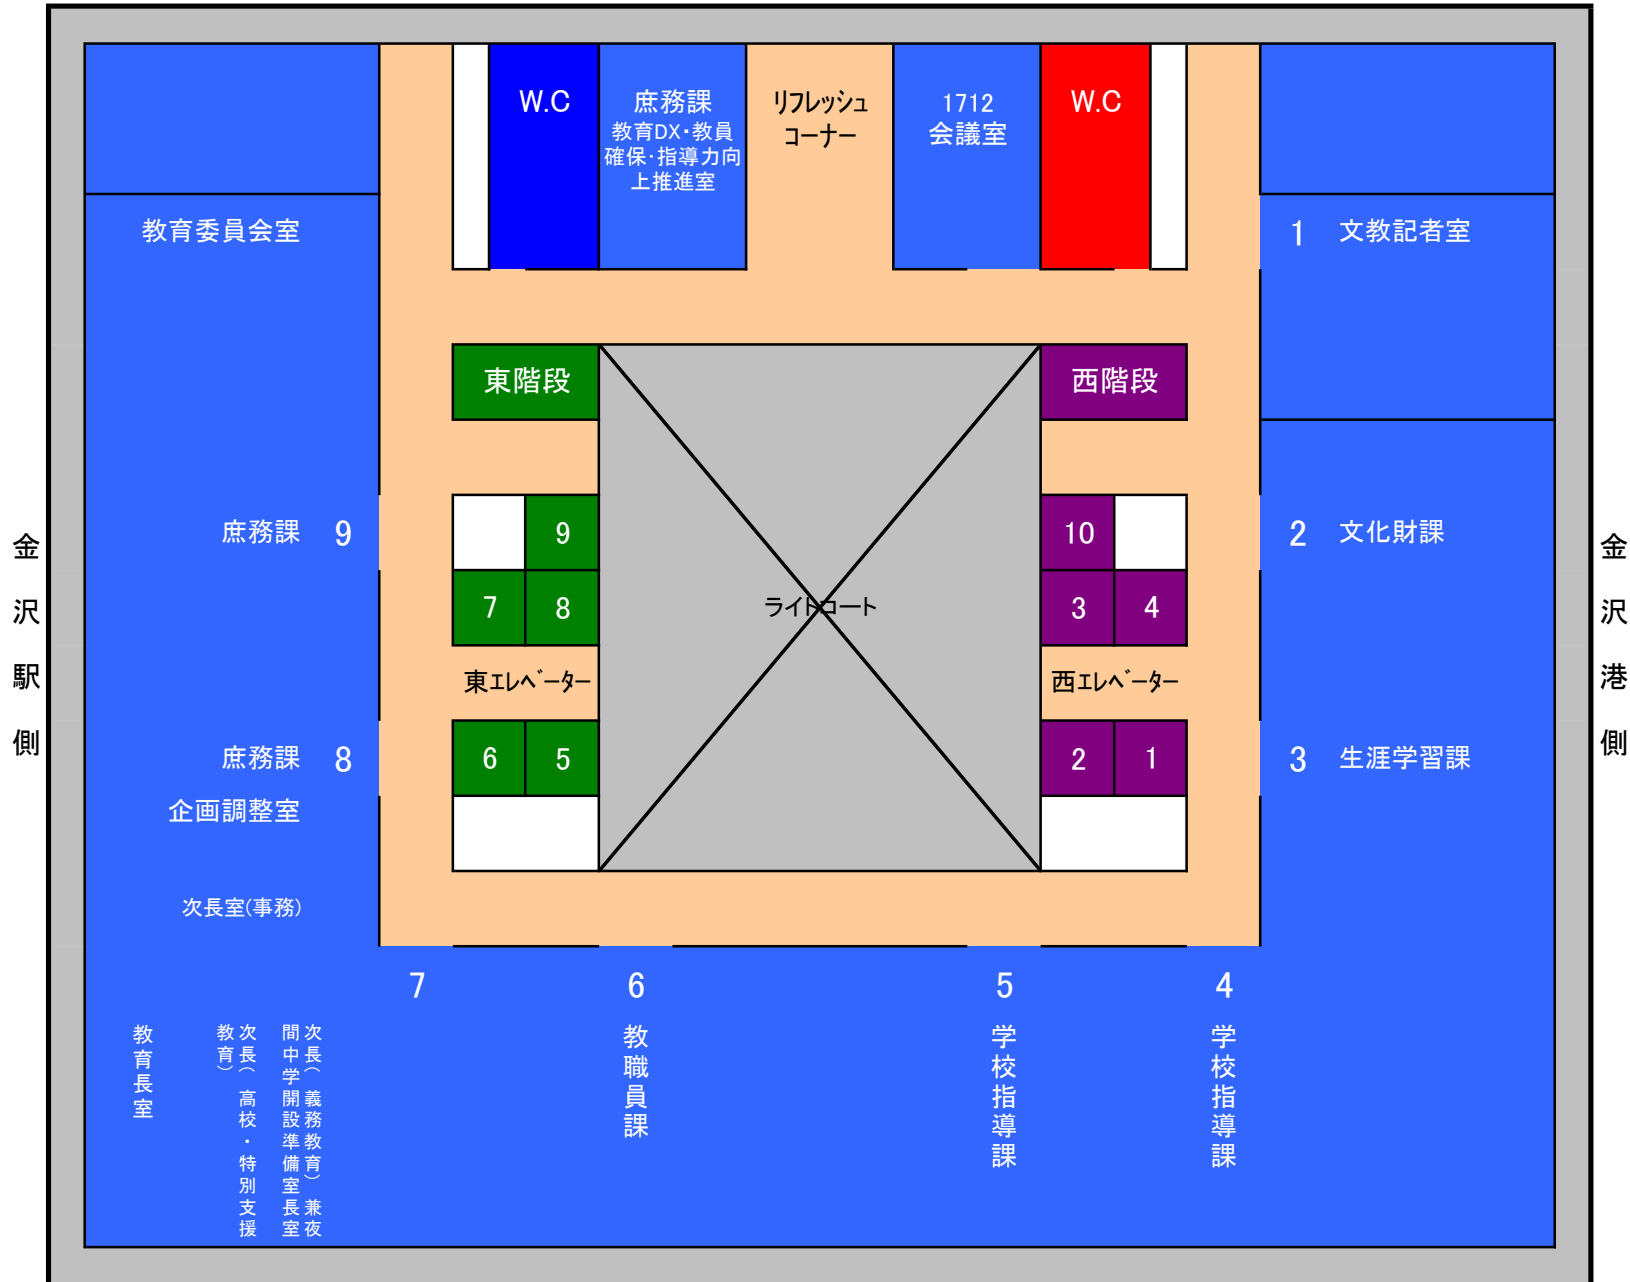 W.C
庶務課
教育DX・教員
確保・指導力向
上推進室
リフレッシュ
コーナー
1712
会議室
W.C
教育委員会室
1 文教記者室
東階段
西階段
庶務課 9
9
10
2 文化財課
7 8
ライトコート
3 4
東エレベーター
西エレベーター
庶務課 8
企画調整室
6 5
2 1
3 生涯学習課
次長室(事務)
7
6
5
4
教育長室
次長(高校・特別支援
教育)
次長(義務教育)兼夜
間中学開設準備室長室
教職員課
学校指導課
学校指導課
金沢駅側
金沢港側